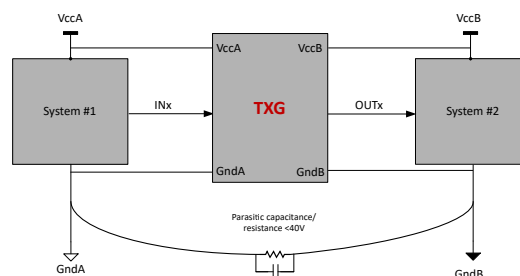 VccA
VccB
VccA
VccB
System #1
INx
TXG
OUTx
System #2
GndA
GndB
Parasitic capacitance/
resistance <40V
GndA
GndB